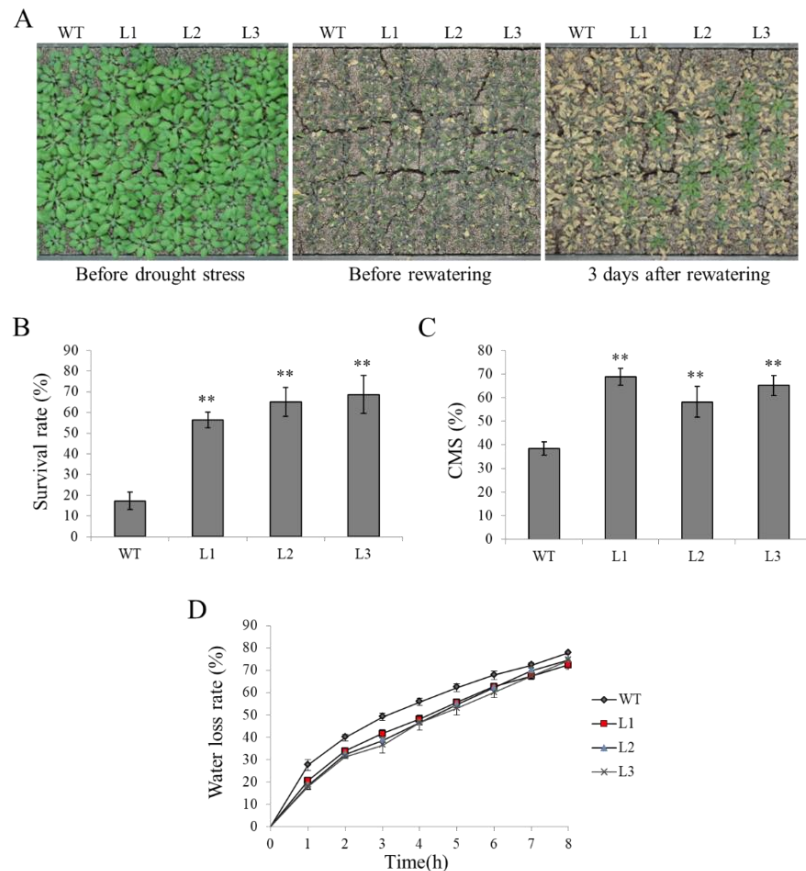 A
WT L1 L2 L3 WT L1 L2 L3 WT L1 L2 L3
Before drought stress Before rewatering 3 days after rewatering
B
Survival rate (%)
90
80
70
60
50
40
30
20
10
0
** ** **
WT L1 L2 L3
C
CMS (%)
80
70
60
50
40
30
20
10
0
** ** **
WT L1 L2 L3
D
Water loss rate (%)
90
80
70
60
50
40
30
20
10
0
0 1 2 3 4 5 6 7 8
Time(h)
WT
L1
L2
L3